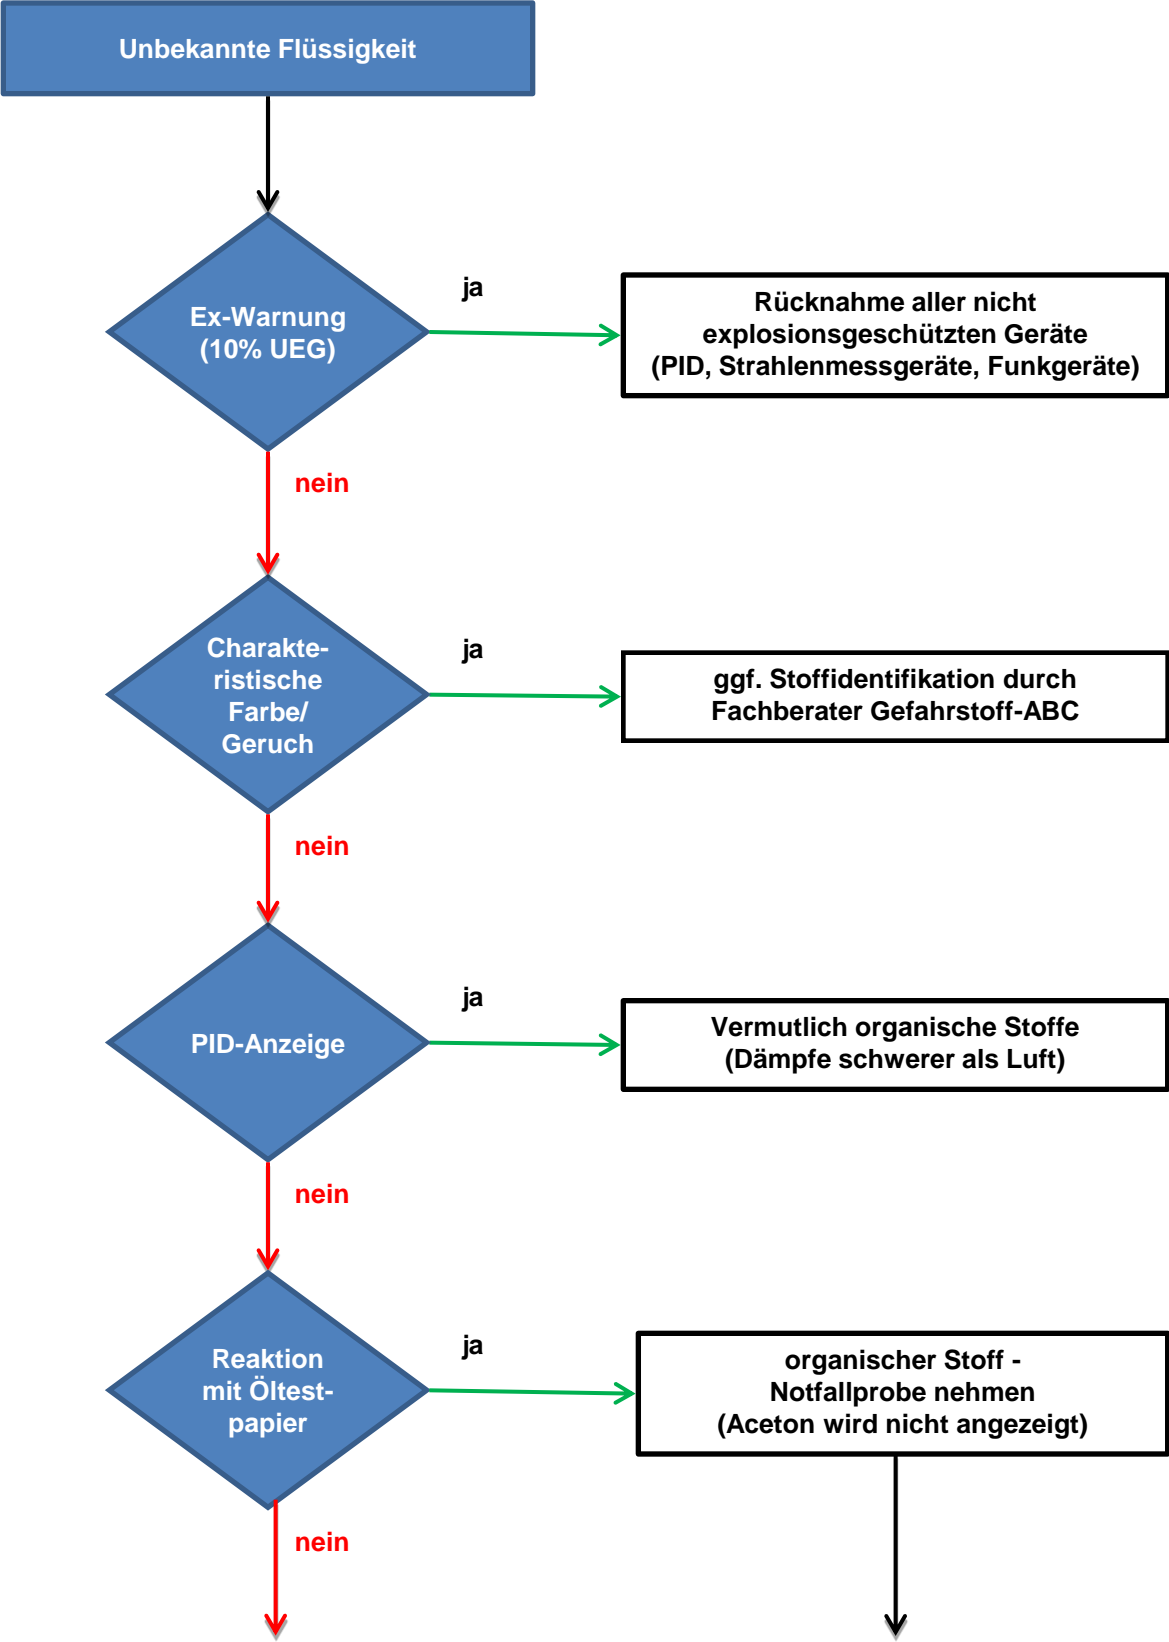 Unbekannte Flüssigkeit
ja
Ex-Warnung
(10% UEG)
Rücknahme aller nicht
explosionsgeschützten Geräte
(PID, Strahlenmessgeräte, Funkgeräte)
nein
ja
Charakte-
ristische
Farbe/
Geruch
ggf. Stoffidentifikation durch
Fachberater Gefahrstoff-ABC
nein
ja
PID-Anzeige
Vermutlich organische Stoffe
(Dämpfe schwerer als Luft)
nein
ja
Reaktion
mit Öltest-
papier
organischer Stoff -
Notfallprobe nehmen
(Aceton wird nicht angezeigt)
nein